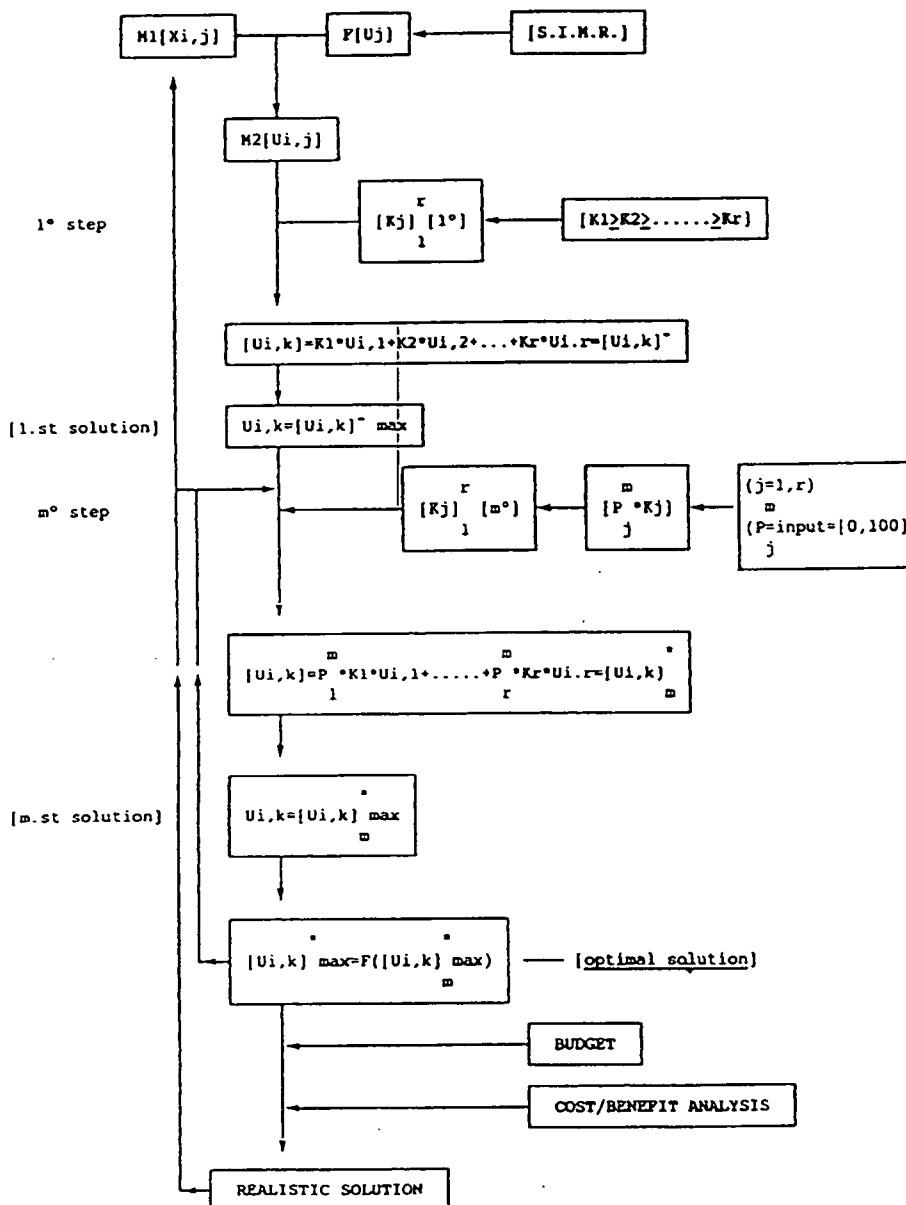 M1[Xi,j]
F[Uj]
[S.I.M.R.]
M2[Ui,j]
1° step
r
[Kj] [1°]
1
[K1>K2>......>Kr]
[Ui,k]=K1*Ui,1+K2*Ui,2+...+Kr*Ui.r=[Ui,k]~
[1.st solution]
Ui,k=[Ui,k]~ max
m° step
r
[Kj] [m°]
1
m
[P *Kj]
j
(j=1,r)
m
(P=input=[0,100]
j
m m *
[Ui,k]=P *K1*Ui,1+.....+P *Kr*Ui.r=[Ui,k]
1 r m
[m.st solution]
*
Ui,k=[Ui,k] max
m
* *
[Ui,k] max=F([Ui,k] max)
m
[optimal solution]
BUDGET
COST/BENEFIT ANALYSIS
REALISTIC SOLUTION